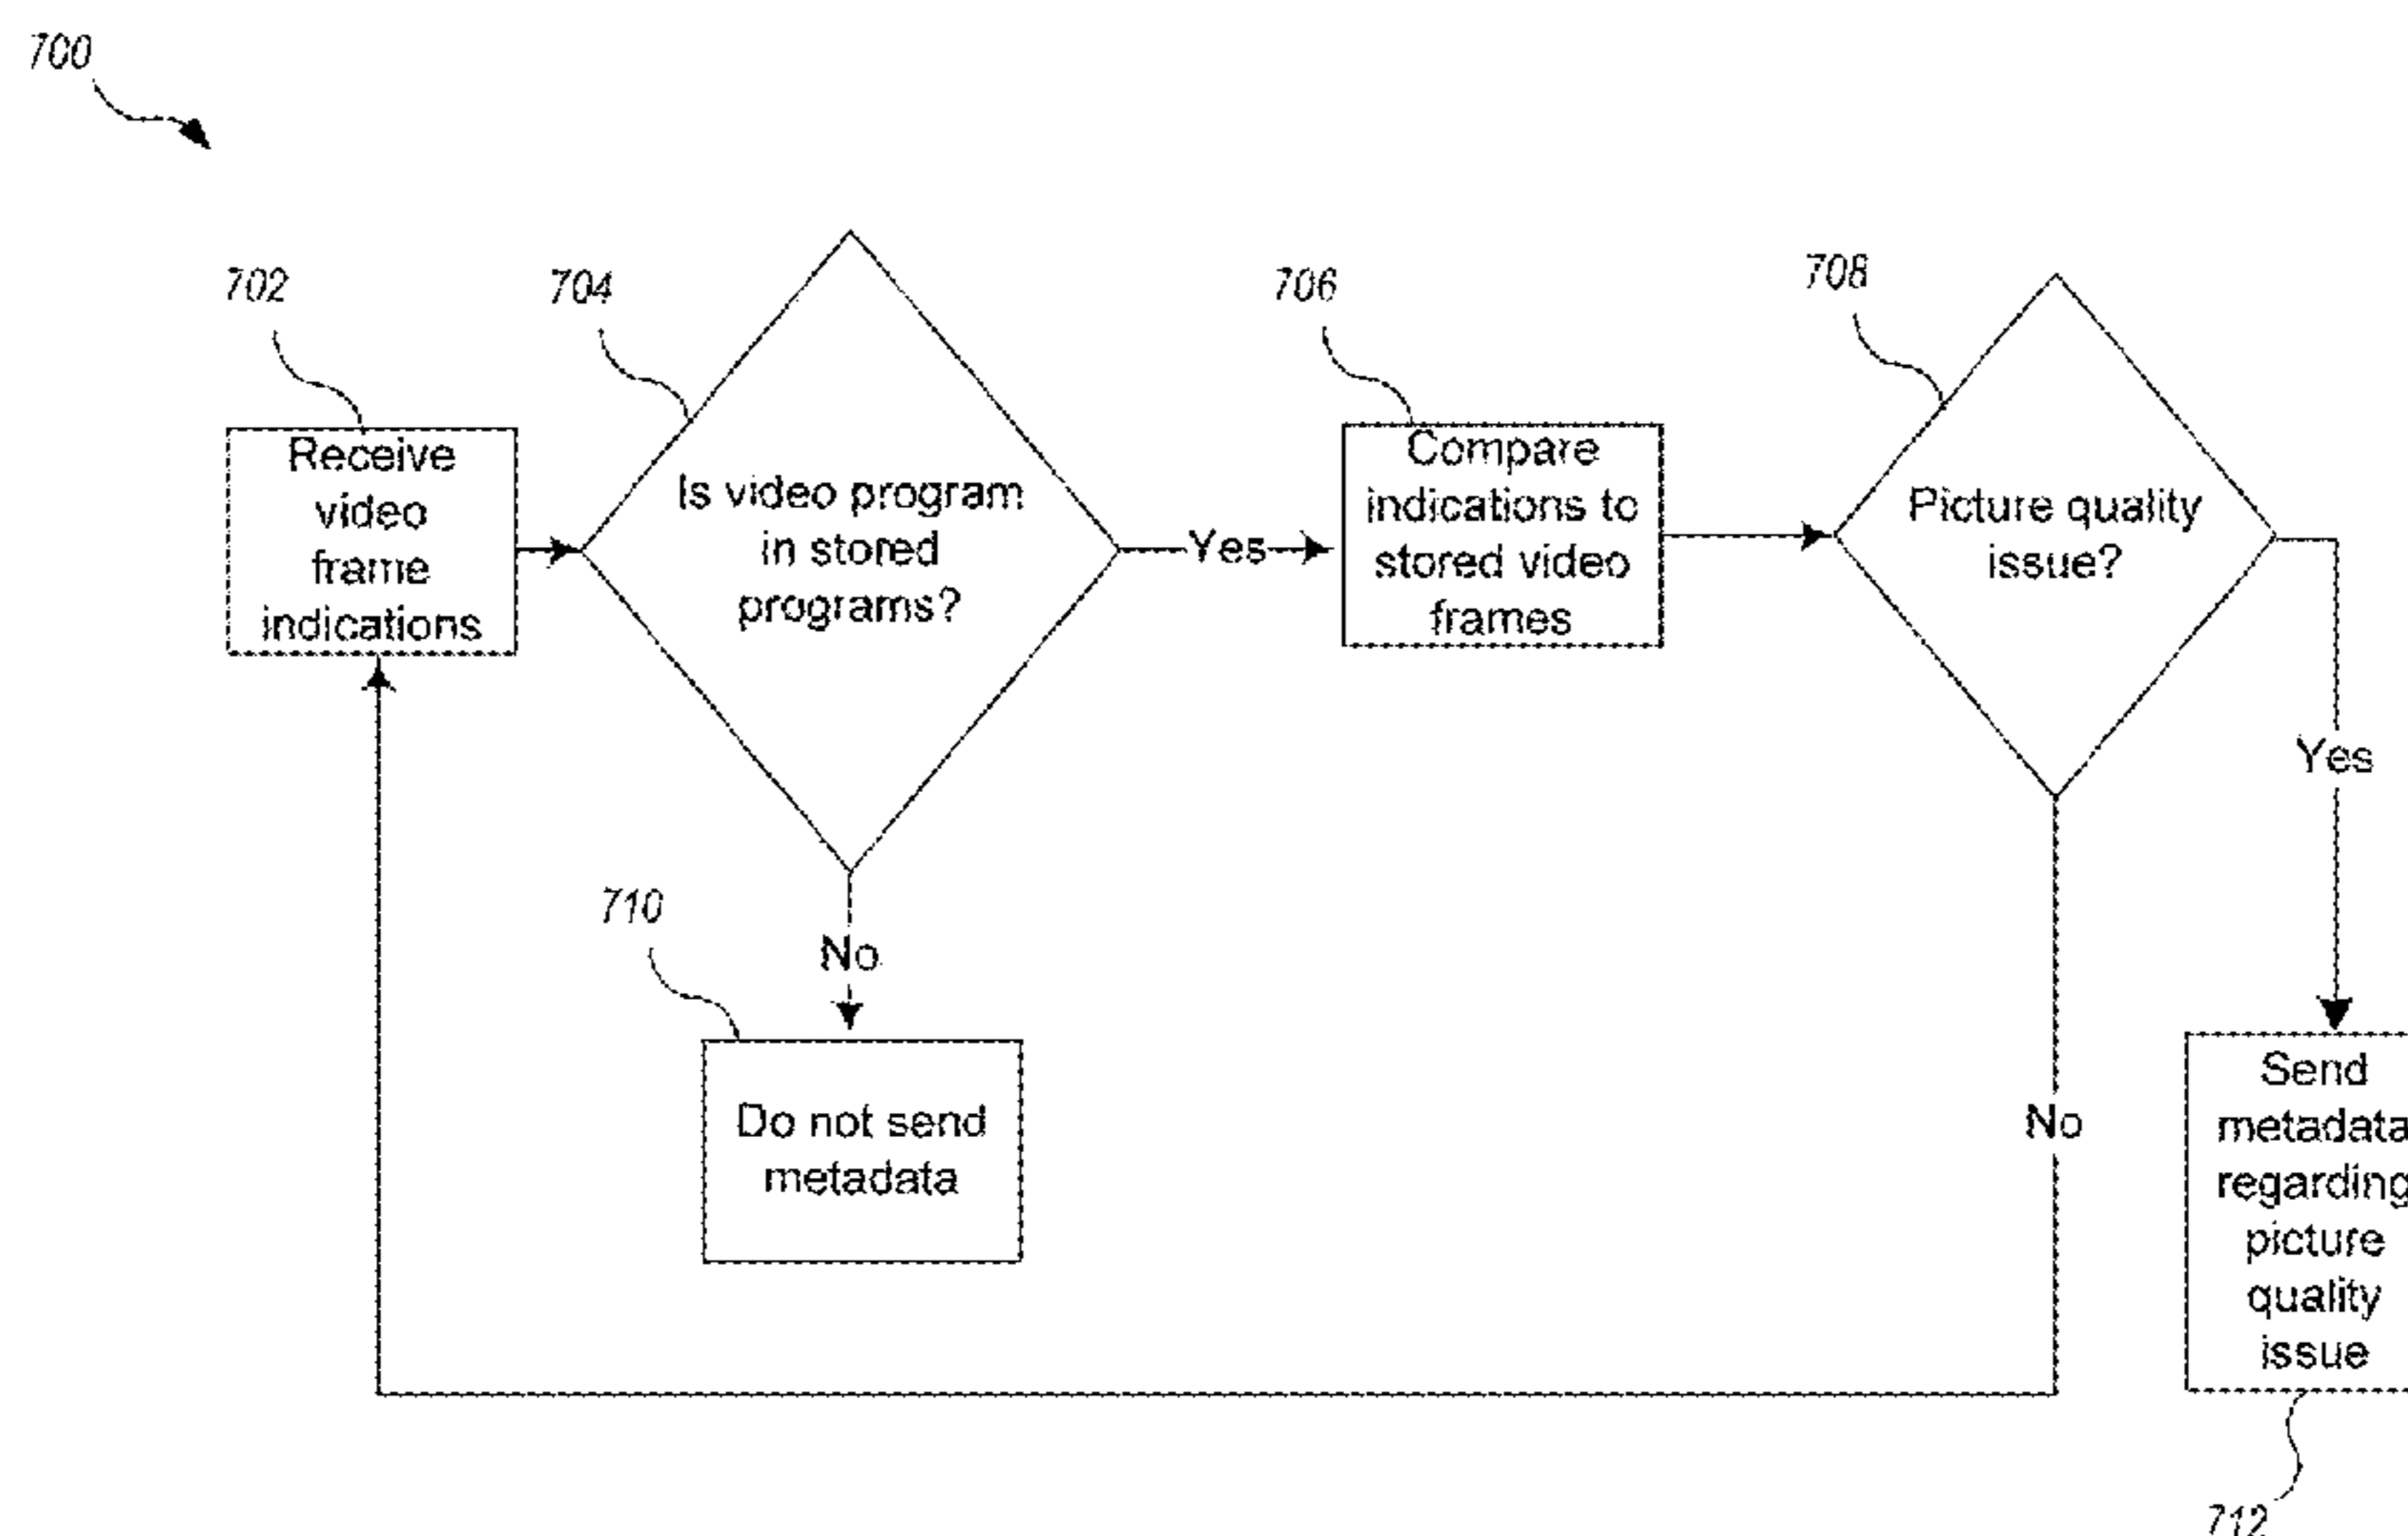 700
702
Receive
video
frame
indications
704
Is video program
in stored
programs?
Yes
706
Compare
indications to
stored video
frames
708
Picture quality
issue?
Yes
No
710
Do not send
metadata
No
Send
metadata
regarding
picture
quality
issue
712